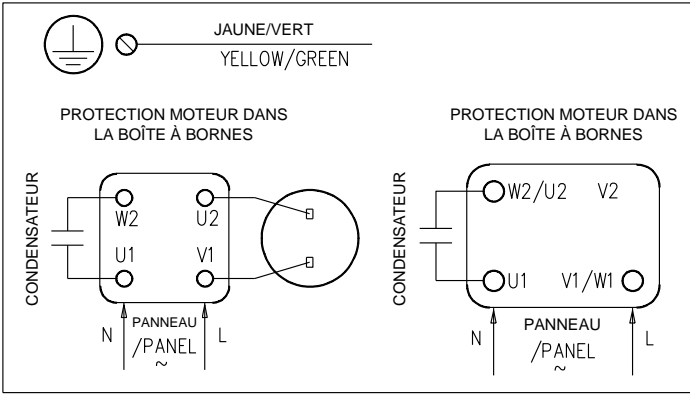 JAUNE/VERT
YELLOW/GREEN
PROTECTION MOTEUR DANS
LA BOÎTE À BORNES
CONDENSATEUR
W2
U2
U1
V1
N
PANNEAU
/PANEL
~
L
PROTECTION MOTEUR DANS
LA BOÎTE À BORNES
CONDENSATEUR
W2/U2
V2
U1
V1/W1
N
PANNEAU
/PANEL
~
L